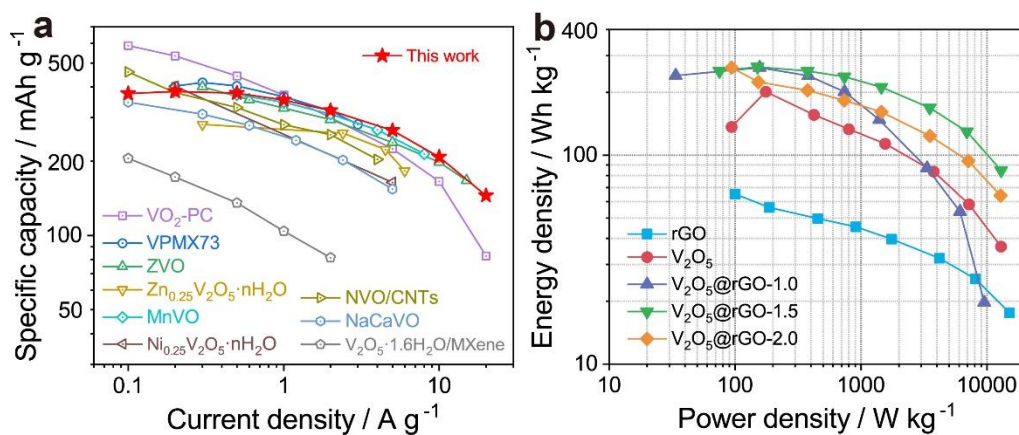 a
Specific capacity / mAh g⁻¹
500
200
100
50
This work
VO₂-PC
VPMX73
ZVO
Zn₀.₂₅V₂O₅·nH₂O
MnVO
Ni₀.₂₅V₂O₅·nH₂O
NVO/CNTs
NaCaVO
V₂O₅·1.6H₂O/MXene
0.1
1
10
Current density / A g⁻¹
b
Energy density / Wh kg⁻¹
400
100
10
rGO
V₂O₅
V₂O₅@rGO-1.0
V₂O₅@rGO-1.5
V₂O₅@rGO-2.0
10
100
1000
10000
Power density / W kg⁻¹